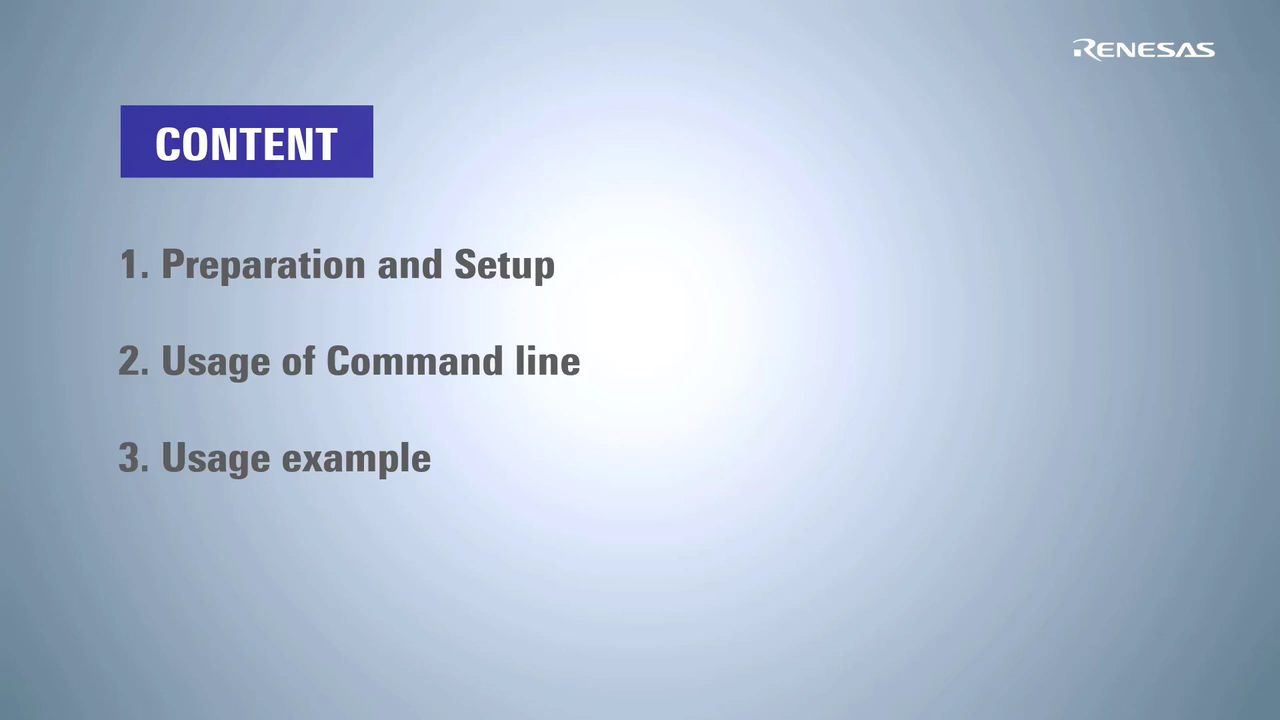 RENESAS
CONTENT
1. Preparation and Setup
2. Usage of Command line
3. Usage example